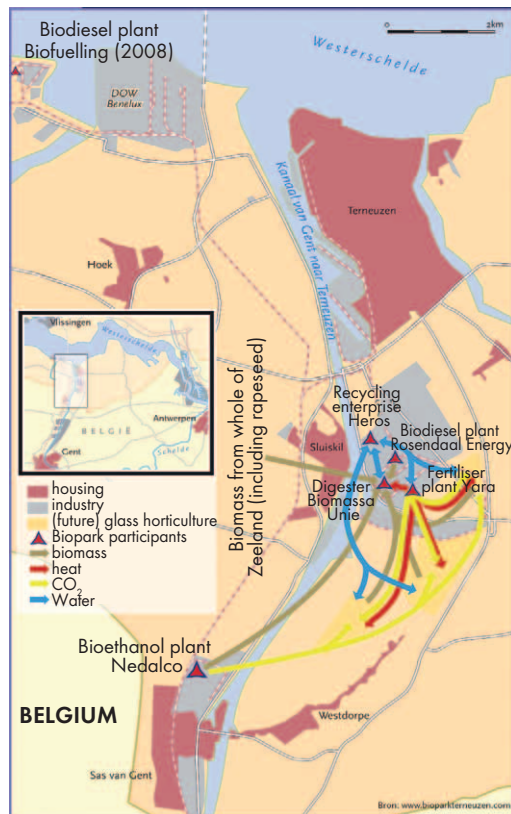 Biodiesel plant
Biofuelling (2008)
0 2km
Westerschelde
DOW
Benelux
Kanaal van Gent naar Terneuzen
Terneuzen
Hoek
Vlissingen
Westerschelde
Antwerpen
BELGIË
Schelde
Gent
Biomass from whole of
Zeeland (including rapeseed)
Recycling
enterprise
Heros
Sluiskil
Biodiesel plant
Rosendaal Energy
Digester
Biomassa
Unie
Fertiliser
plant Yara
housing
industry
(future) glass horticulture
Biopark participants
biomass
heat
CO2
Water
Bioethanol plant
Nedalco
BELGIUM
Westdorpe
Sas van Gent
Bron: www.bioparkterneuzen.com